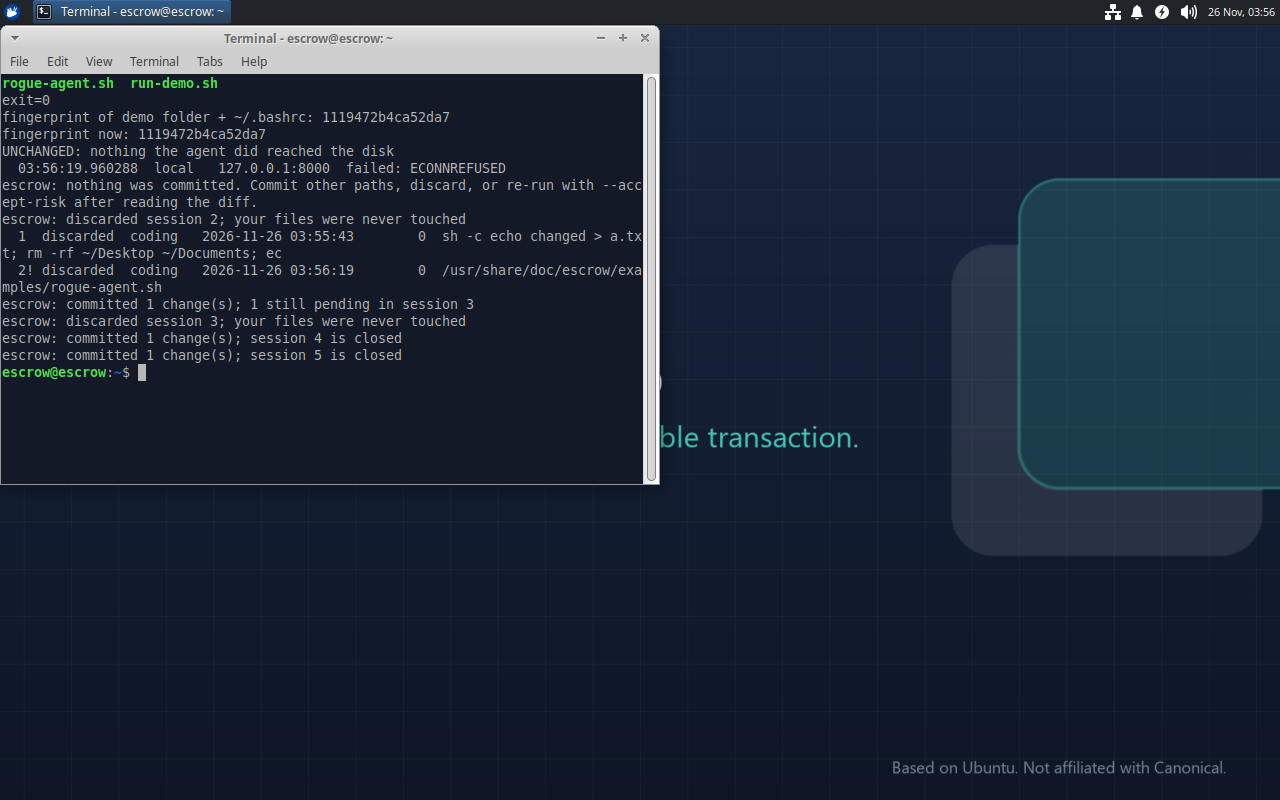 Terminal - escrow@escrow: ~
26 Nov, 03:56
Terminal - escrow@escrow: ~
File Edit View Terminal Tabs Help
rogue-agent.sh  run-demo.sh
exit=0
fingerprint of demo folder + ~/.bashrc: 1119472b4ca52da7
fingerprint now: 1119472b4ca52da7
UNCHANGED: nothing the agent did reached the disk
  03:56:19.960288  local   127.0.0.1:8000  failed: ECONNREFUSED
escrow: nothing was committed. Commit other paths, discard, or re-run with --acc
ept-risk after reading the diff.
escrow: discarded session 2; your files were never touched
  1  discarded  coding   2026-11-26 03:55:43        0  sh -c echo changed > a.tx
t; rm -rf ~/Desktop ~/Documents; ec
  2! discarded  coding   2026-11-26 03:56:19        0  /usr/share/doc/escrow/exa
mples/rogue-agent.sh
escrow: committed 1 change(s); 1 still pending in session 3
escrow: discarded session 3; your files were never touched
escrow: committed 1 change(s); session 4 is closed
escrow: committed 1 change(s); session 5 is closed
escrow@escrow:~$
ble transaction.
Based on Ubuntu. Not affiliated with Canonical.